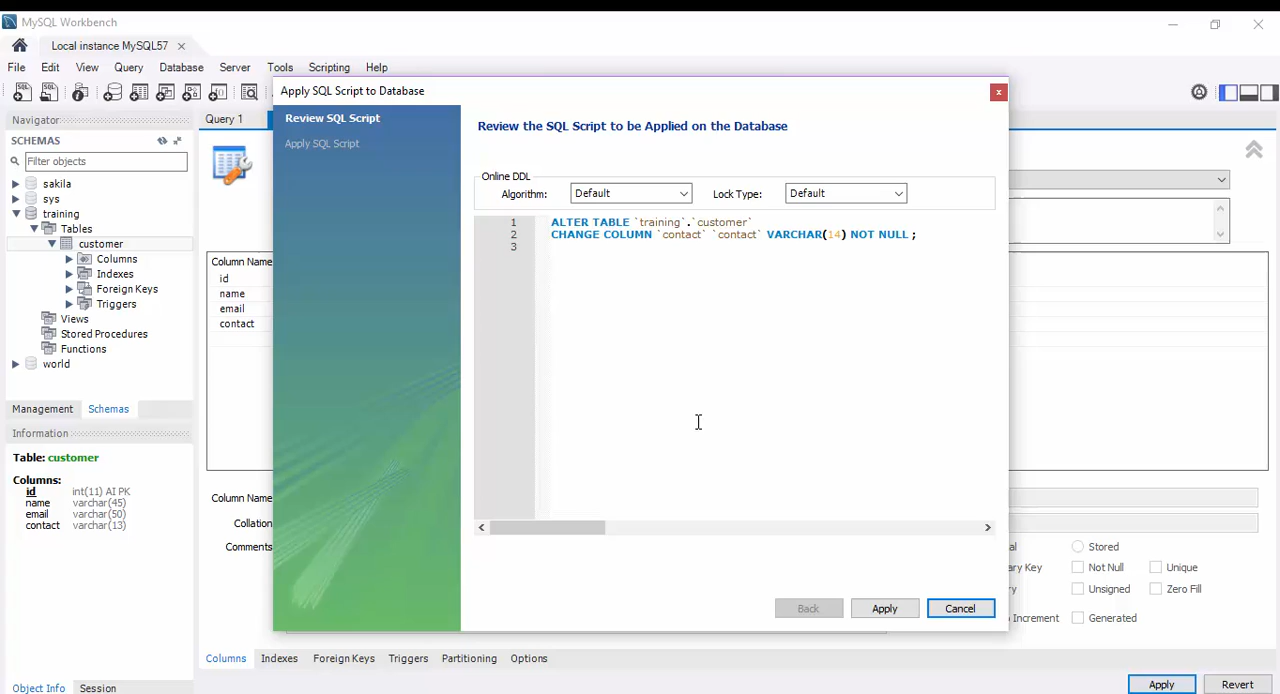 MySQL Workbench
Local instance MySQL57
File Edit View Query Database Server Tools Scripting Help
Navigator
SCHEMAS
Filter objects
sakila
sys
training
Tables
customer
Columns
Indexes
Foreign Keys
Triggers
Views
Stored Procedures
Functions
world
Management Schemas
Information
Table: customer
Columns:
id int(11) AI PK
name varchar(45)
email varchar(50)
contact varchar(13)
Object Info Session
Query 1
Column Name
id
name
email
contact
Column Name
Collation
Comments
Apply SQL Script to Database
Review SQL Script
Apply SQL Script
Review the SQL Script to be Applied on the Database
Online DDL
Algorithm: Default Lock Type: Default
1 ALTER TABLE `training`.`customer`
2 CHANGE COLUMN `contact` `contact` VARCHAR(14) NOT NULL ;
3
Back Apply Cancel
al Stored
ary Key Not Null Unique
ry Unsigned Zero Fill
Increment Generated
Columns Indexes Foreign Keys Triggers Partitioning Options
Apply Revert